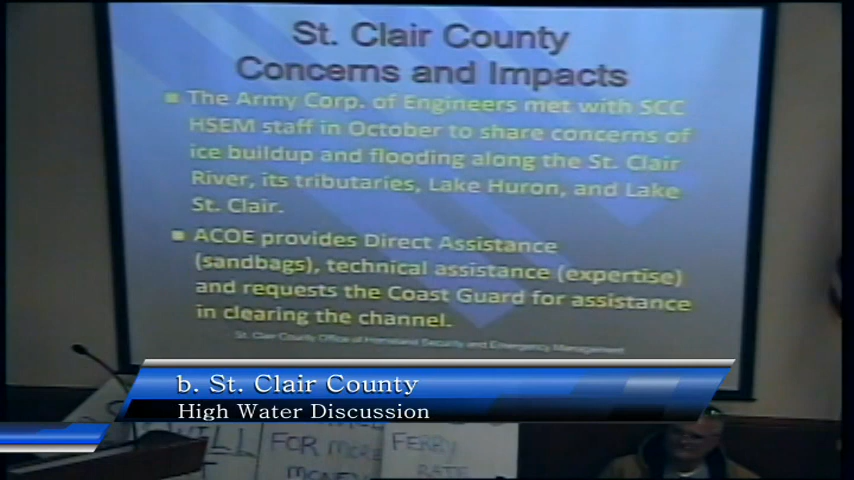 St. Clair County
Concerns and Impacts
The Army Corp. of Engineers met with SCC
HSEM staff in October to share concerns of
ice buildup and flooding along the St. Clair
River, its tributaries, Lake Huron, and Lake
St. Clair.
ACOE provides Direct Assistance
(sandbags), technical assistance (expertise)
and requests the Coast Guard for assistance
in clearing the channel.
St. Clair County Office of Homeland Security and Emergency Management
b. St. Clair County
High Water Discussion
WILL
FOR MORE
MONEY
FERRY
RATE